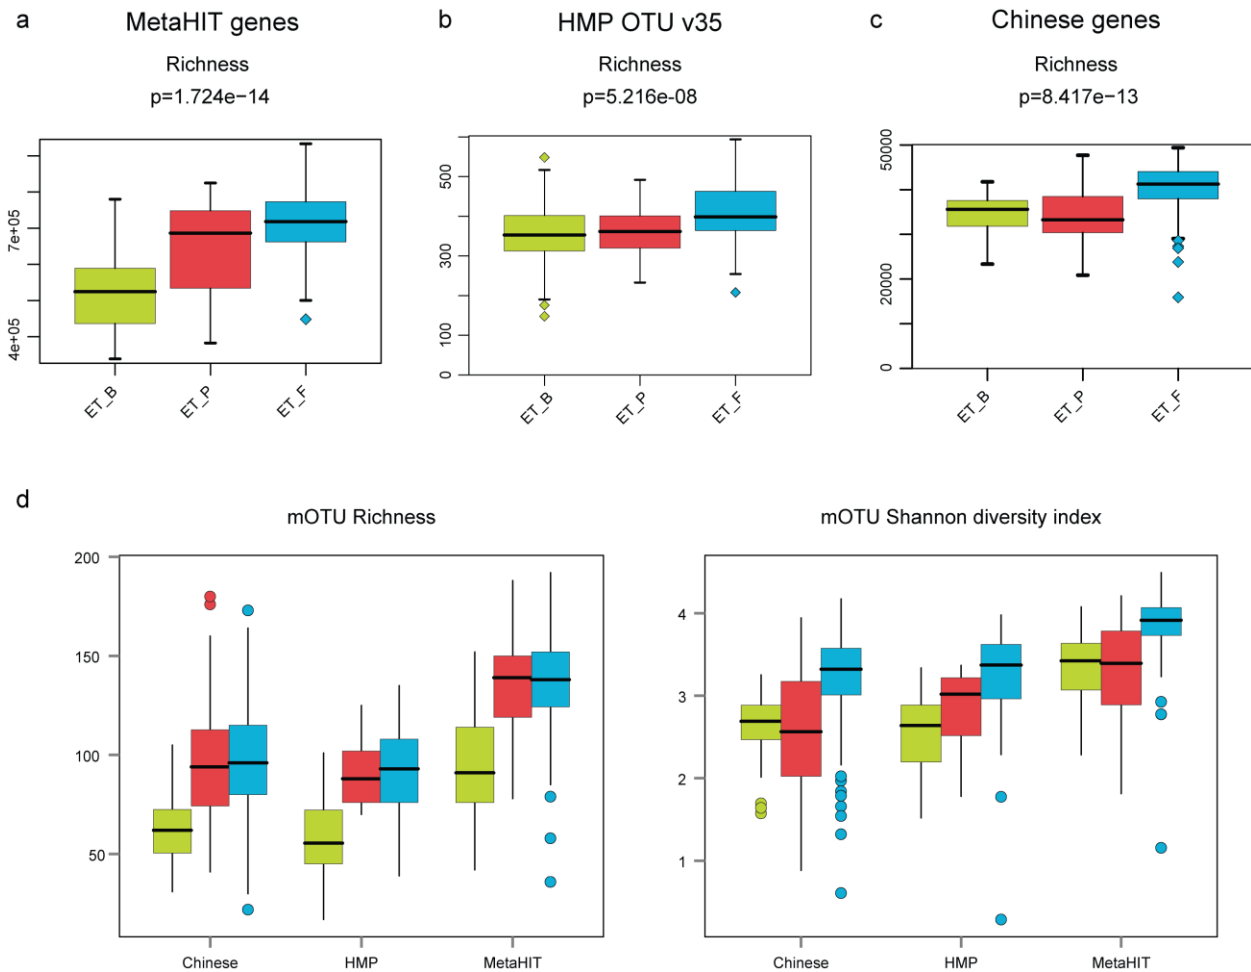 a MetaHIT genes
Richness
p=1.724e−14
7e+05
4e+05
ET_B ET_P ET_F
b HMP OTU v35
Richness
p=5.216e-08
500
300
100
0
ET_B ET_P ET_F
c Chinese genes
Richness
p=8.417e−13
50000
20000
0
ET_B ET_P ET_F
d
mOTU Richness
200
150
100
50
Chinese HMP MetaHIT
mOTU Shannon diversity index
4
3
2
1
Chinese HMP MetaHIT